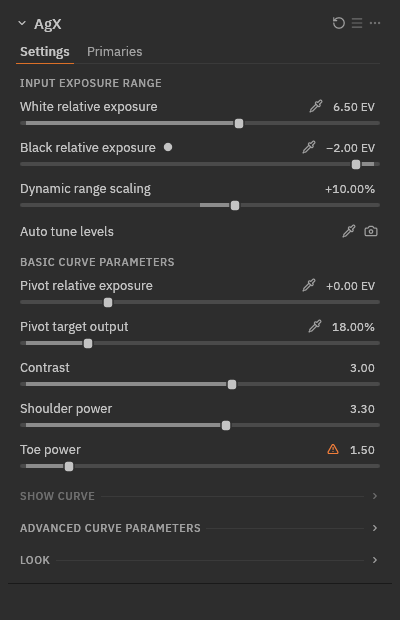 AgX
Settings Primaries
INPUT EXPOSURE RANGE
White relative exposure 6.50 EV
Black relative exposure −2.00 EV
Dynamic range scaling +10.00%
Auto tune levels
BASIC CURVE PARAMETERS
Pivot relative exposure +0.00 EV
Pivot target output 18.00%
Contrast 3.00
Shoulder power 3.30
Toe power 1.50
SHOW CURVE
ADVANCED CURVE PARAMETERS
LOOK